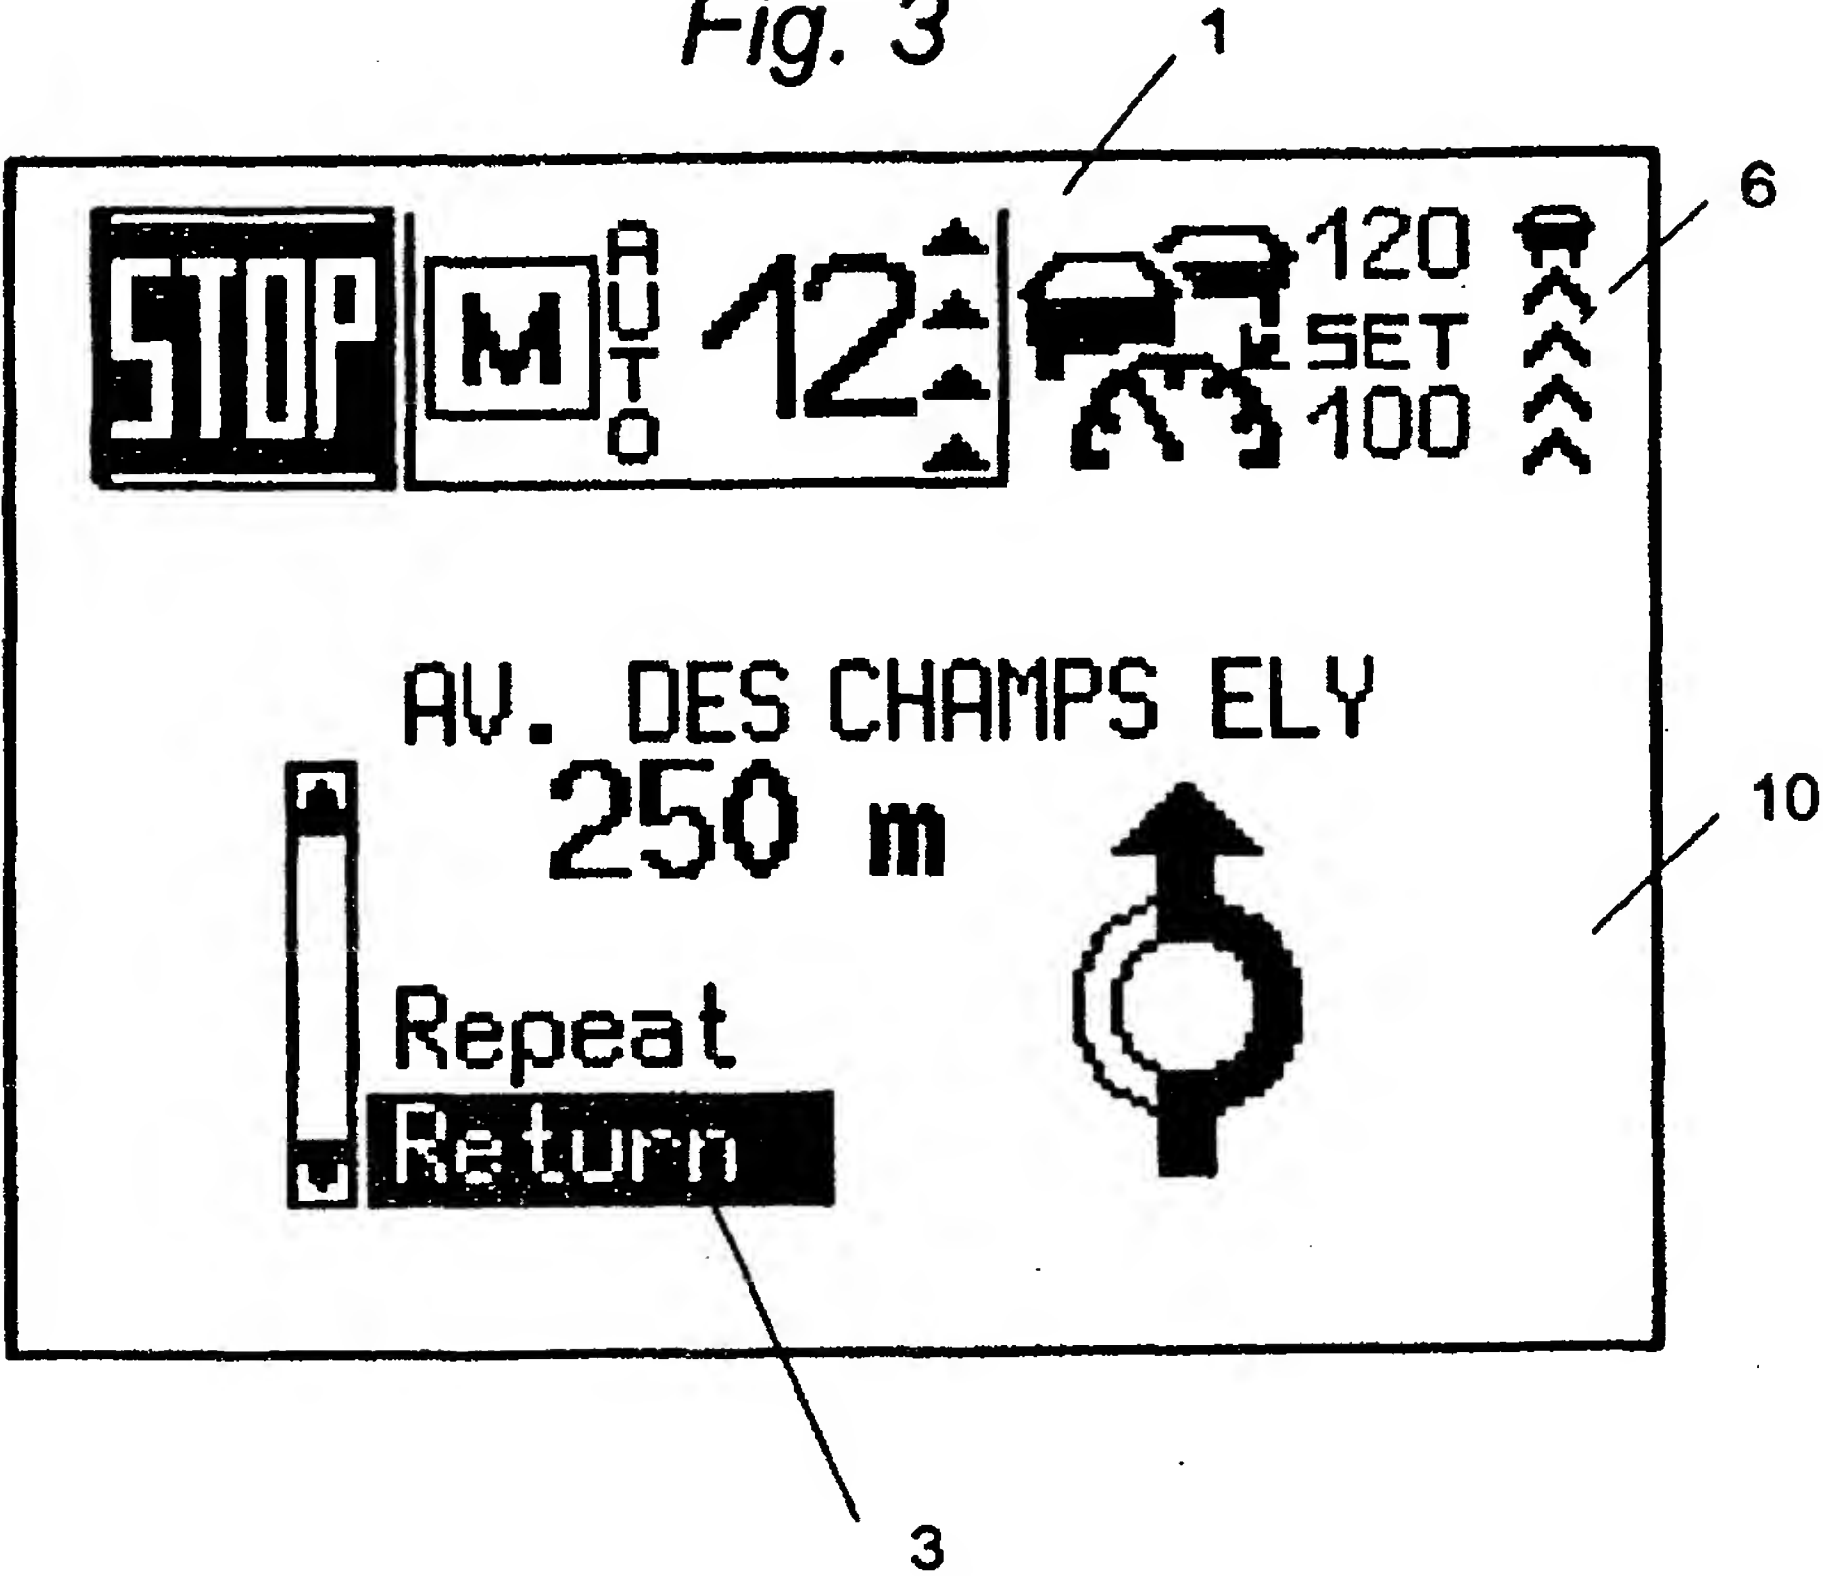 Fig. 3
1
6
STOP
M
AUTO
12
120
SET
100
AV. DES CHAMPS ELY
250 m
10
Repeat
Return
3